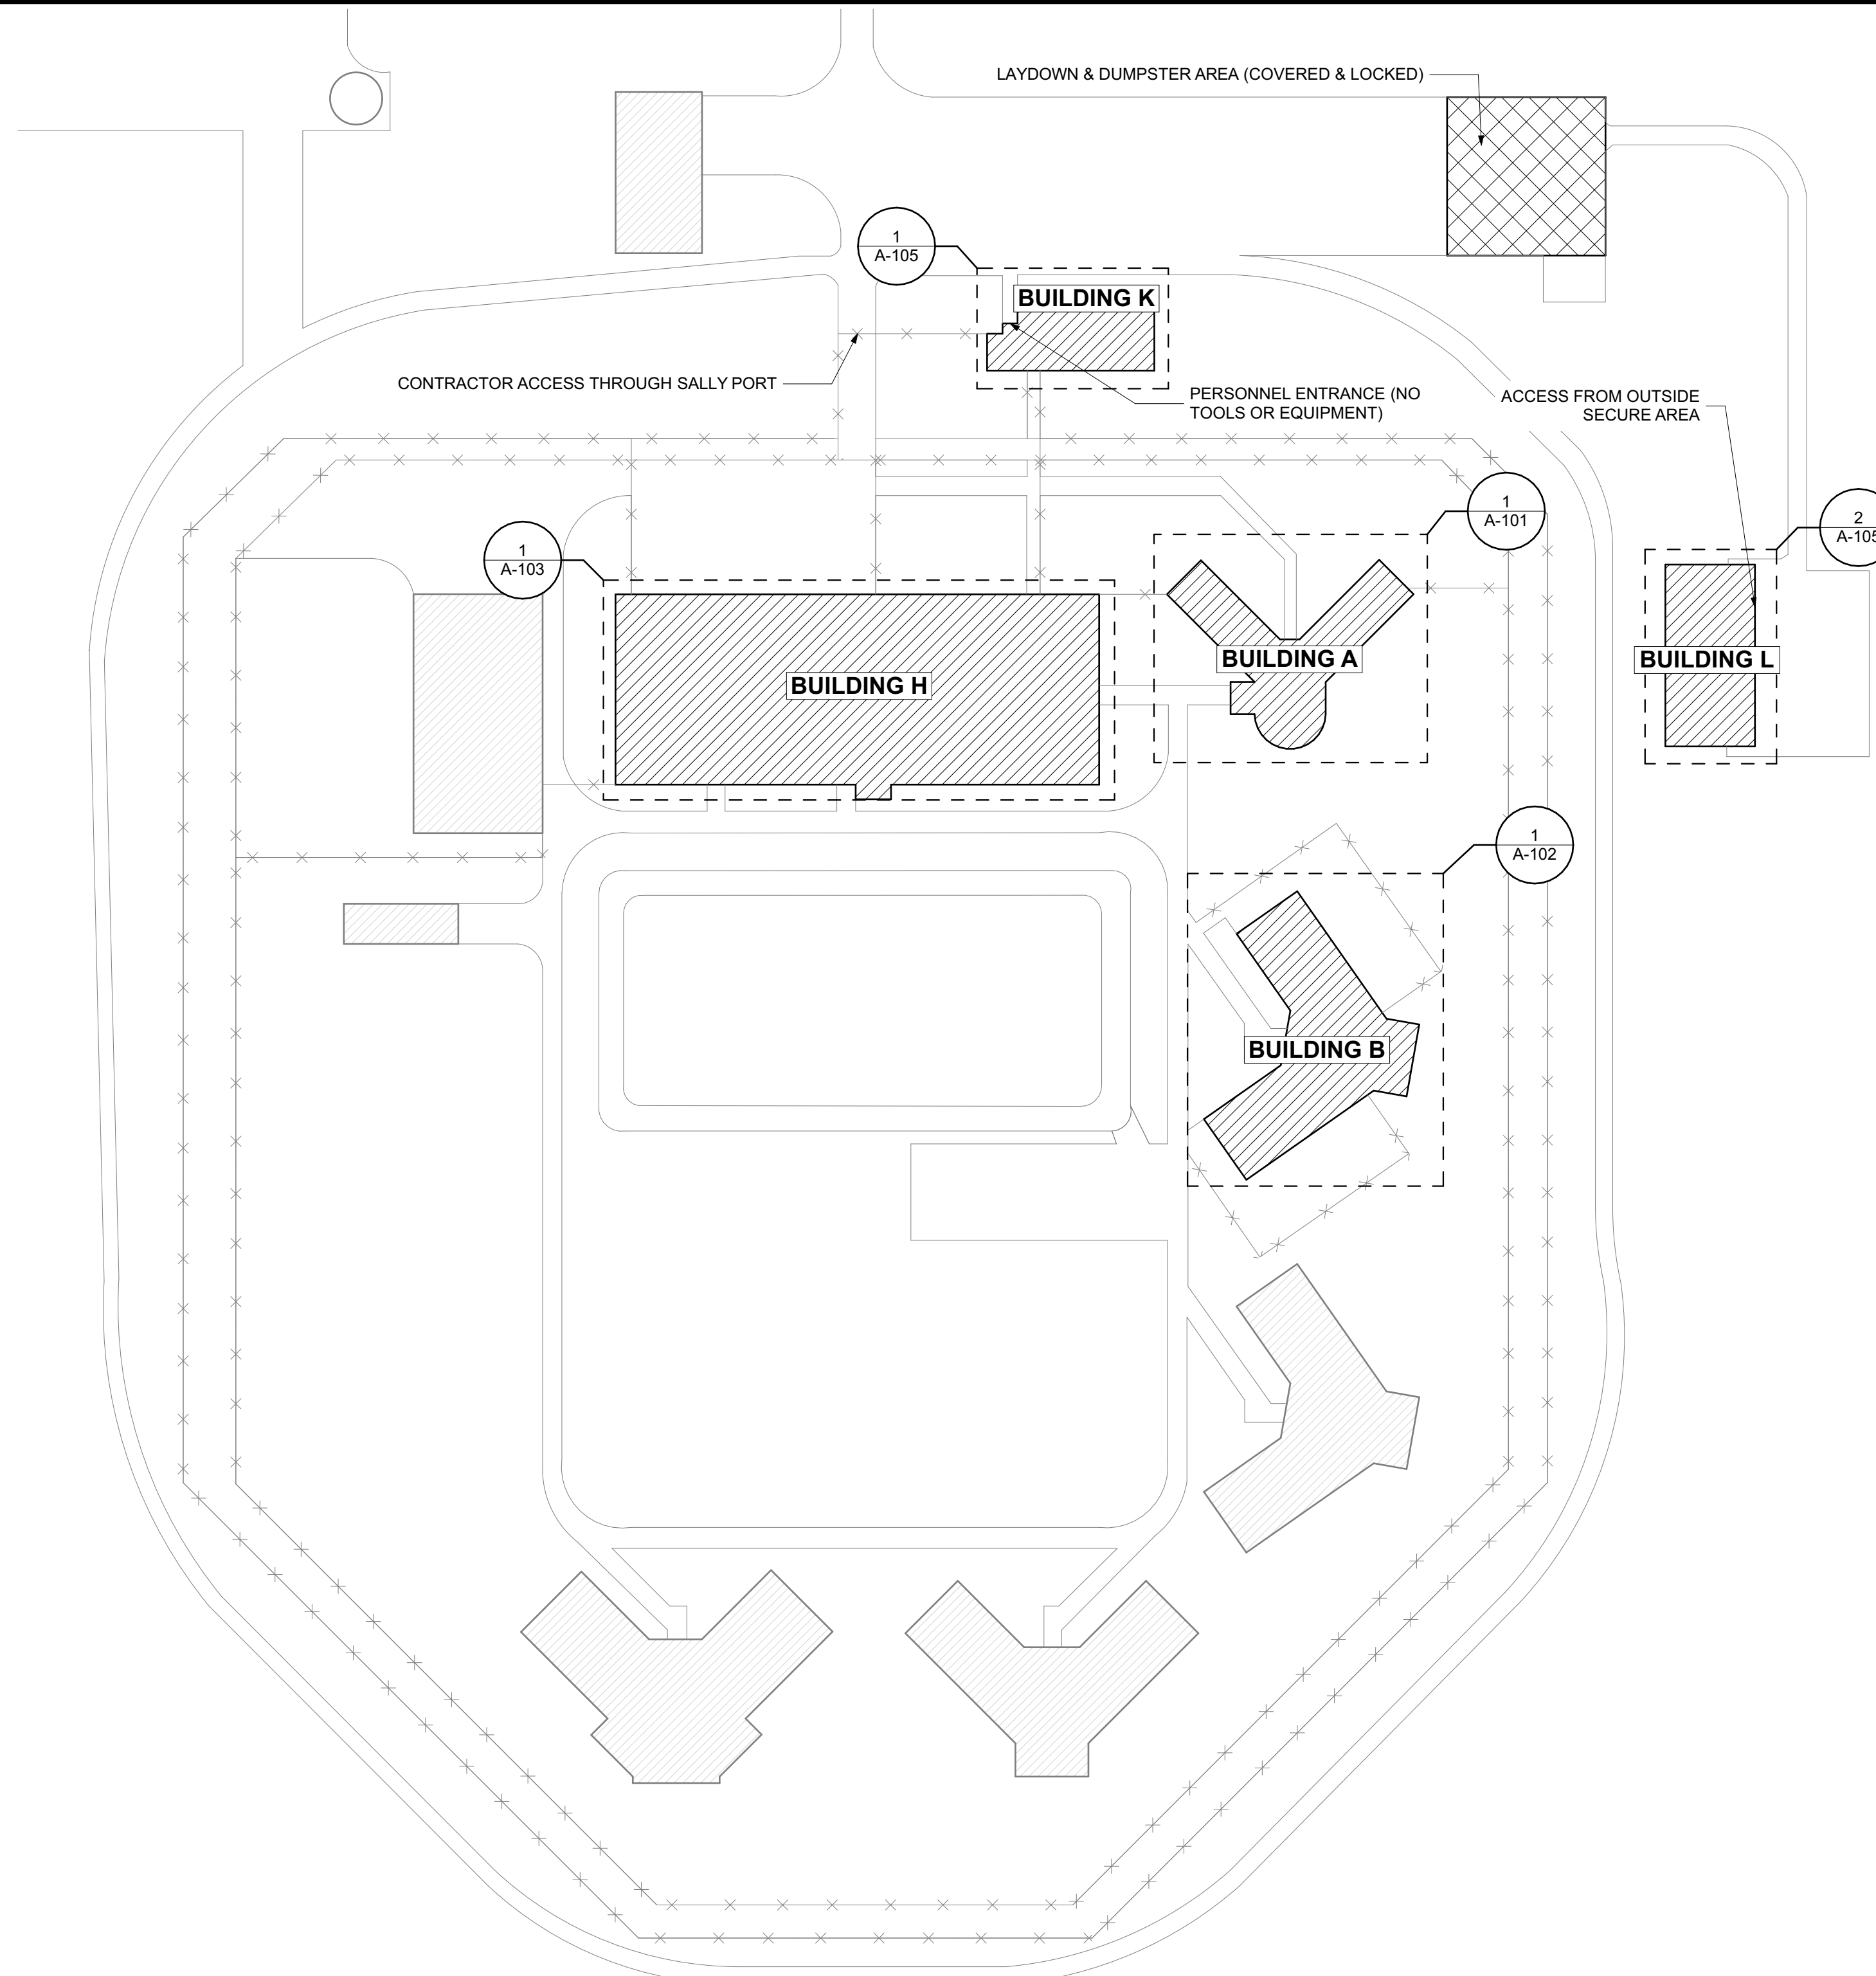 LAYDOWN & DUMPSTER AREA (COVERED & LOCKED)
1
A-105
BUILDING K
CONTRACTOR ACCESS THROUGH SALLY PORT
PERSONNEL ENTRANCE (NO
TOOLS OR EQUIPMENT)
ACCESS FROM OUTSIDE
SECURE AREA
1
A-101
2
A-105
1
A-103
BUILDING A
BUILDING L
BUILDING H
1
A-102
BUILDING B